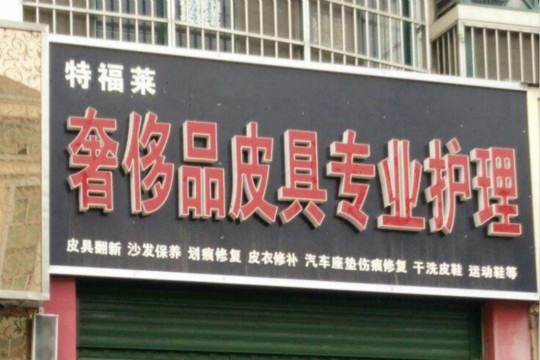 特福莱
奢侈品皮具专业护理
皮具翻新 沙发保养 划痕修复 皮衣修补 汽车座垫伤痕修复 干洗皮鞋 运动鞋等